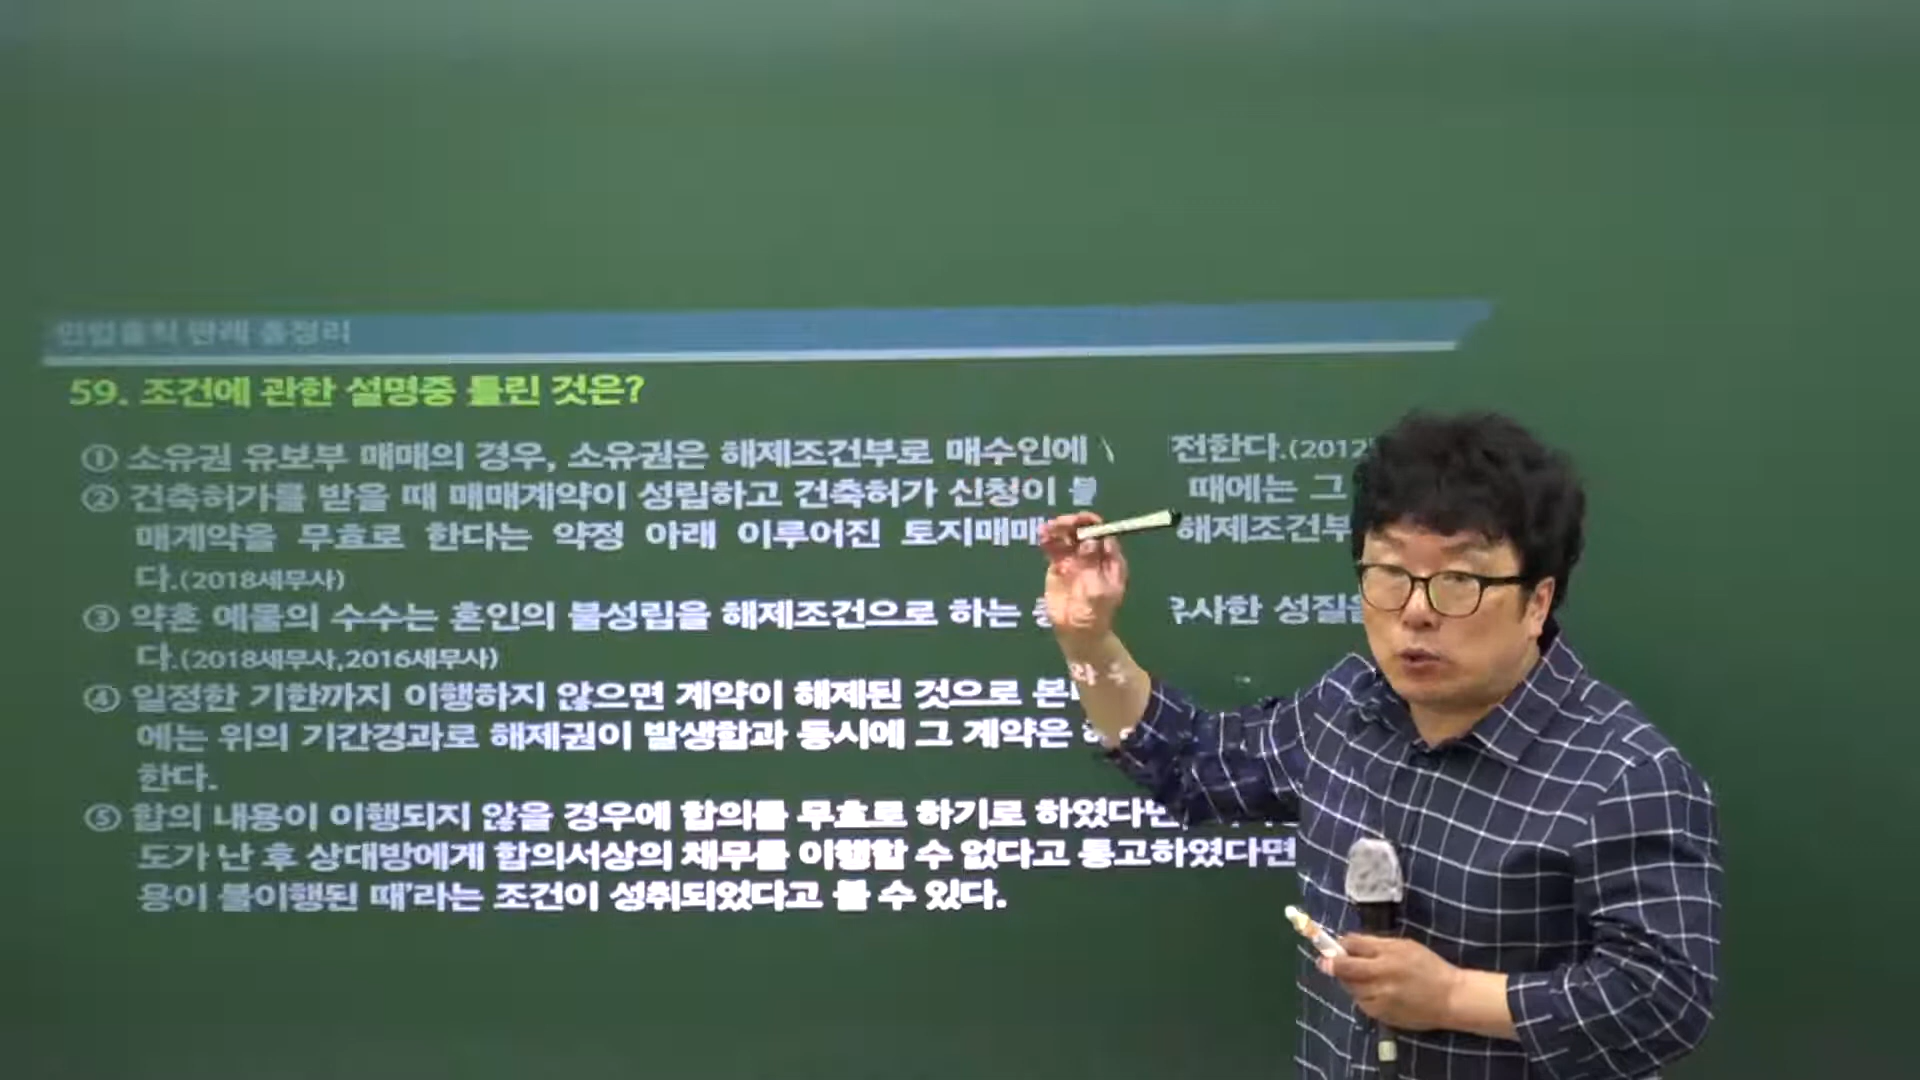 민법총칙 판례 총정리
59. 조건에 관한 설명중 틀린 것은?
① 소유권 유보부 매매의 경우, 소유권은 해제조건부로 매수인에 전한다.(2012
② 건축허가를 받을 때 매매계약이 성립하고 건축허가 신청이 불 때에는 그
매계약을 무효로 한다는 약정 아래 이루어진 토지매매 해제조건부
다.(2018세무사)
③ 약혼 예물의 수수는 혼인의 불성립을 해제조건으로 하는 유사한 성질을
다.(2018세무사,2016세무사)
④ 일정한 기한까지 이행하지 않으면 계약이 해제된 것으로 본
에는 위의 기간경과로 해제권이 발생함과 동시에 그 계약은
한다.
⑤ 합의 내용이 이행되지 않을 경우에 합의를 무효로 하기로 하였다면,
도가 난 후 상대방에게 합의서상의 채무를 이행할 수 없다고 통고하였다면
용이 불이행된 때'라는 조건이 성취되었다고 볼 수 있다.